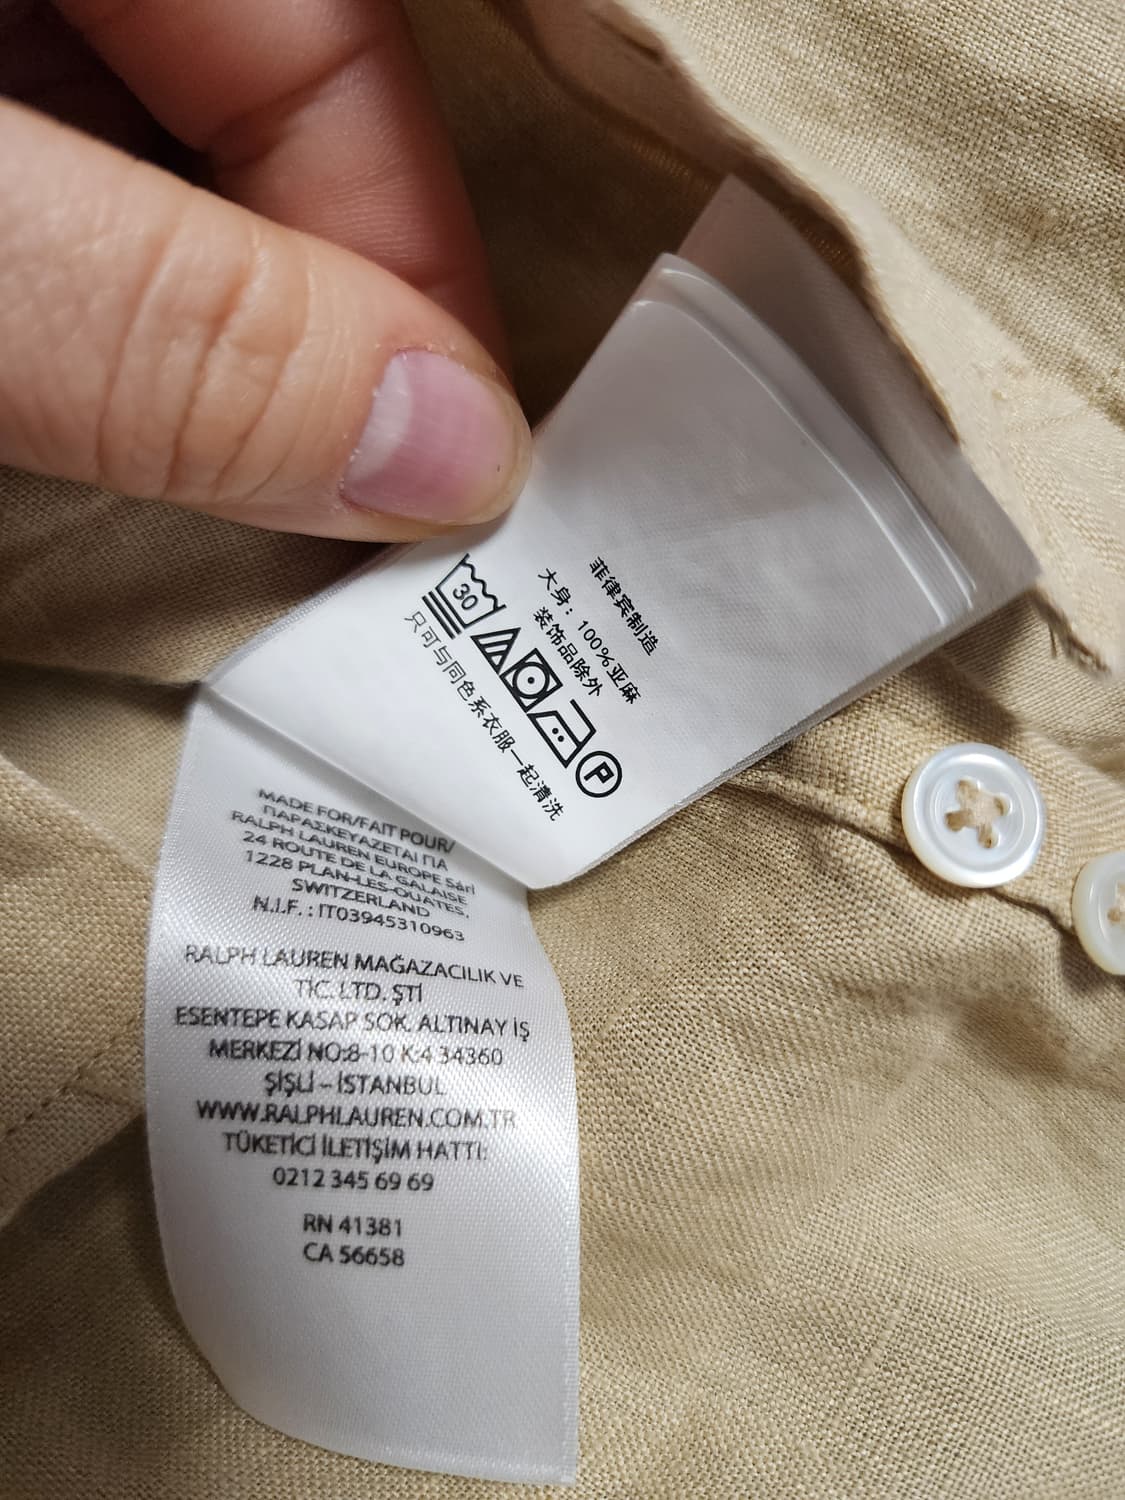 菲律宾制造
大身：100%亚麻
装饰品除外
30
P
只可与同色系衣服一起清洗
MADE FOR/FAIT POUR/
ΠΑΡΑΣΚΕΥΑΖΕΤΑΙ ΓΙΑ
RALPH LAUREN EUROPE Sàrl
24 ROUTE DE LA GALAISE
1228 PLAN-LES-OUATES,
SWITZERLAND
N.I.F. : IT03945310963
RALPH LAUREN MAĞAZACILIK VE
TİC. LTD. ŞTİ
ESENTEPE KASAP SOK. ALTINAY İŞ
MERKEZİ NO:8-10 K:4 34360
ŞİŞLİ – İSTANBUL
WWW.RALPHLAUREN.COM.TR
TÜKETİCİ İLETİŞİM HATTI:
0212 345 69 69
RN 41381
CA 56658